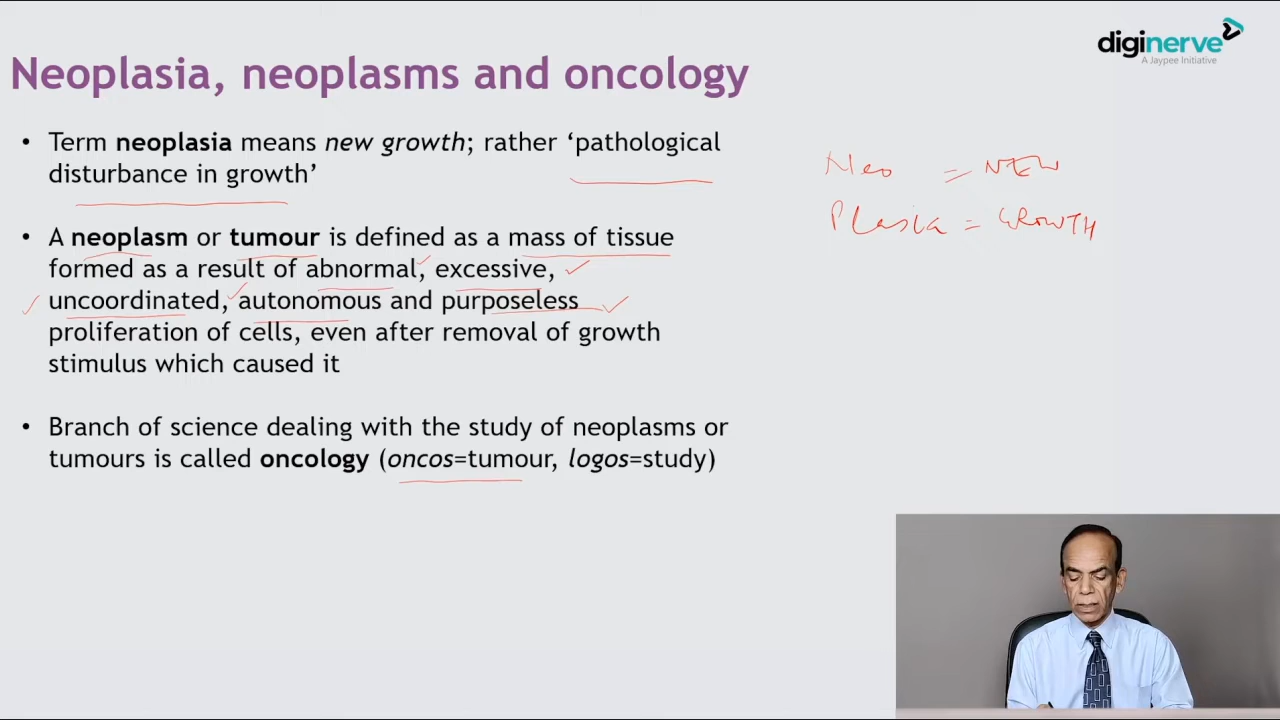 diginerve
A Jaypee Initiative
Neoplasia, neoplasms and oncology
• Term neoplasia means new growth; rather ‘pathological
disturbance in growth’
• A neoplasm or tumour is defined as a mass of tissue
formed as a result of abnormal, excessive,
uncoordinated, autonomous and purposeless
proliferation of cells, even after removal of growth
stimulus which caused it
• Branch of science dealing with the study of neoplasms or
tumours is called oncology (oncos=tumour, logos=study)
Neo = NEW
Plasia = GROWTH